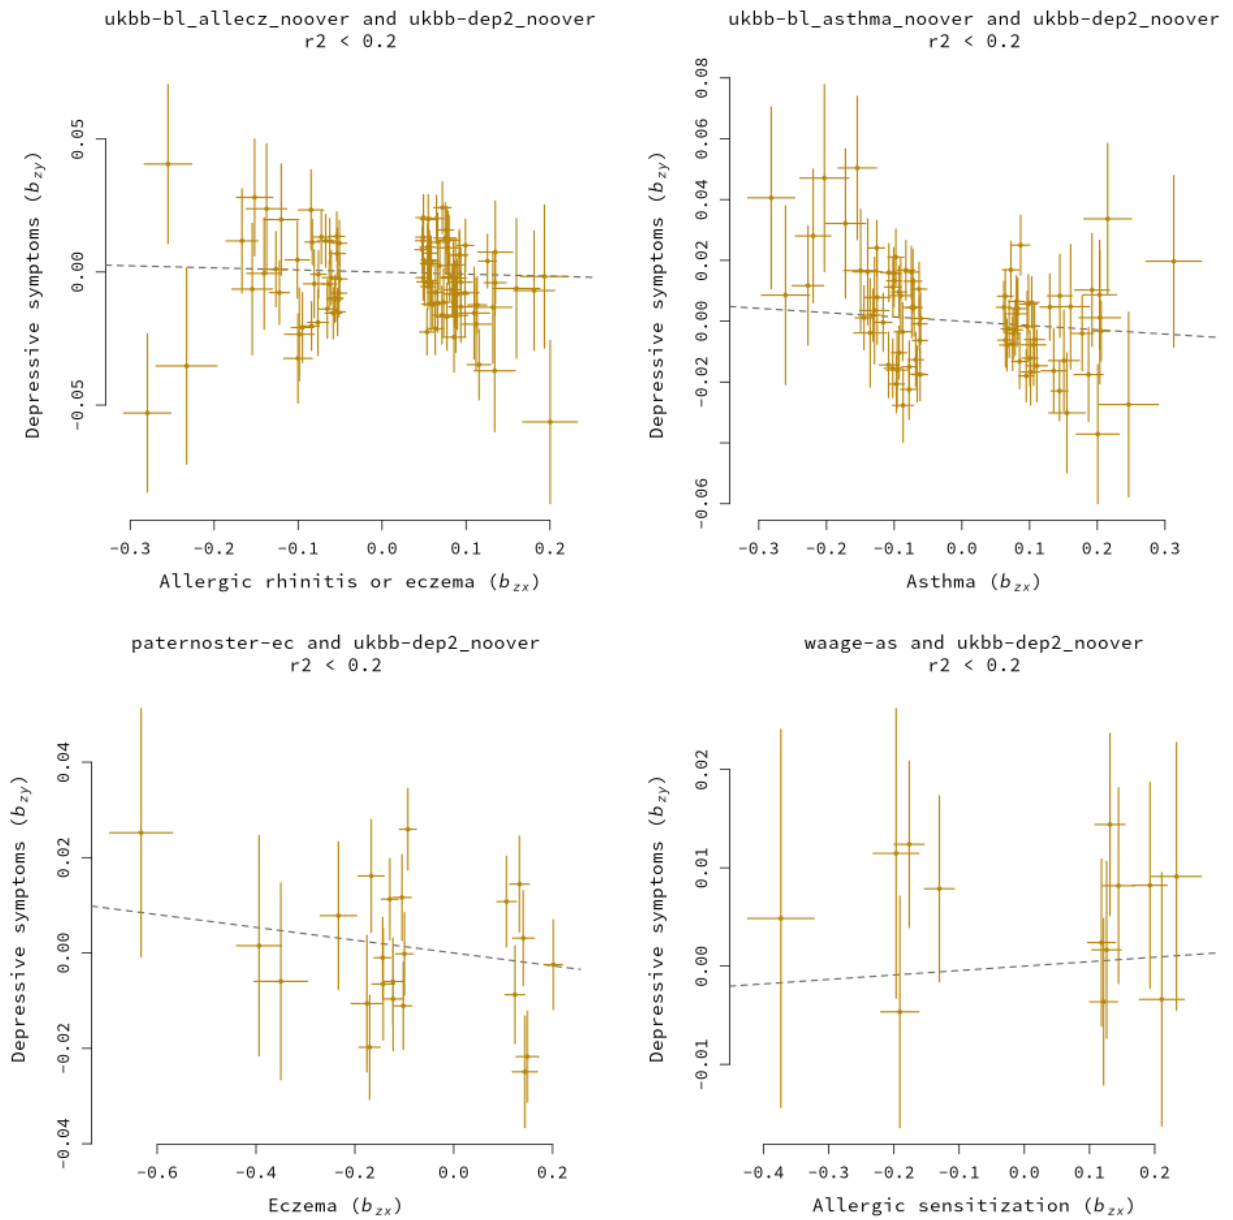 ukbb-bl_allecz_noover and ukbb-dep2_noover
r2 < 0.2
Depressive symptoms (bzy)
0.05
0.00
-0.05
-0.3 -0.2 -0.1 0.0 0.1 0.2
Allergic rhinitis or eczema (bzx)
ukbb-bl_asthma_noover and ukbb-dep2_noover
r2 < 0.2
Depressive symptoms (bzy)
0.08
0.06
0.04
0.02
0.00
-0.02
-0.06
-0.3 -0.2 -0.1 0.0 0.1 0.2 0.3
Asthma (bzx)
paternoster-ec and ukbb-dep2_noover
r2 < 0.2
Depressive symptoms (bzy)
0.04
0.02
0.00
-0.02
-0.04
-0.6 -0.4 -0.2 0.0 0.2
Eczema (bzx)
waage-as and ukbb-dep2_noover
r2 < 0.2
Depressive symptoms (bzy)
0.02
0.01
0.00
-0.01
-0.4 -0.3 -0.2 -0.1 0.0 0.1 0.2
Allergic sensitization (bzx)